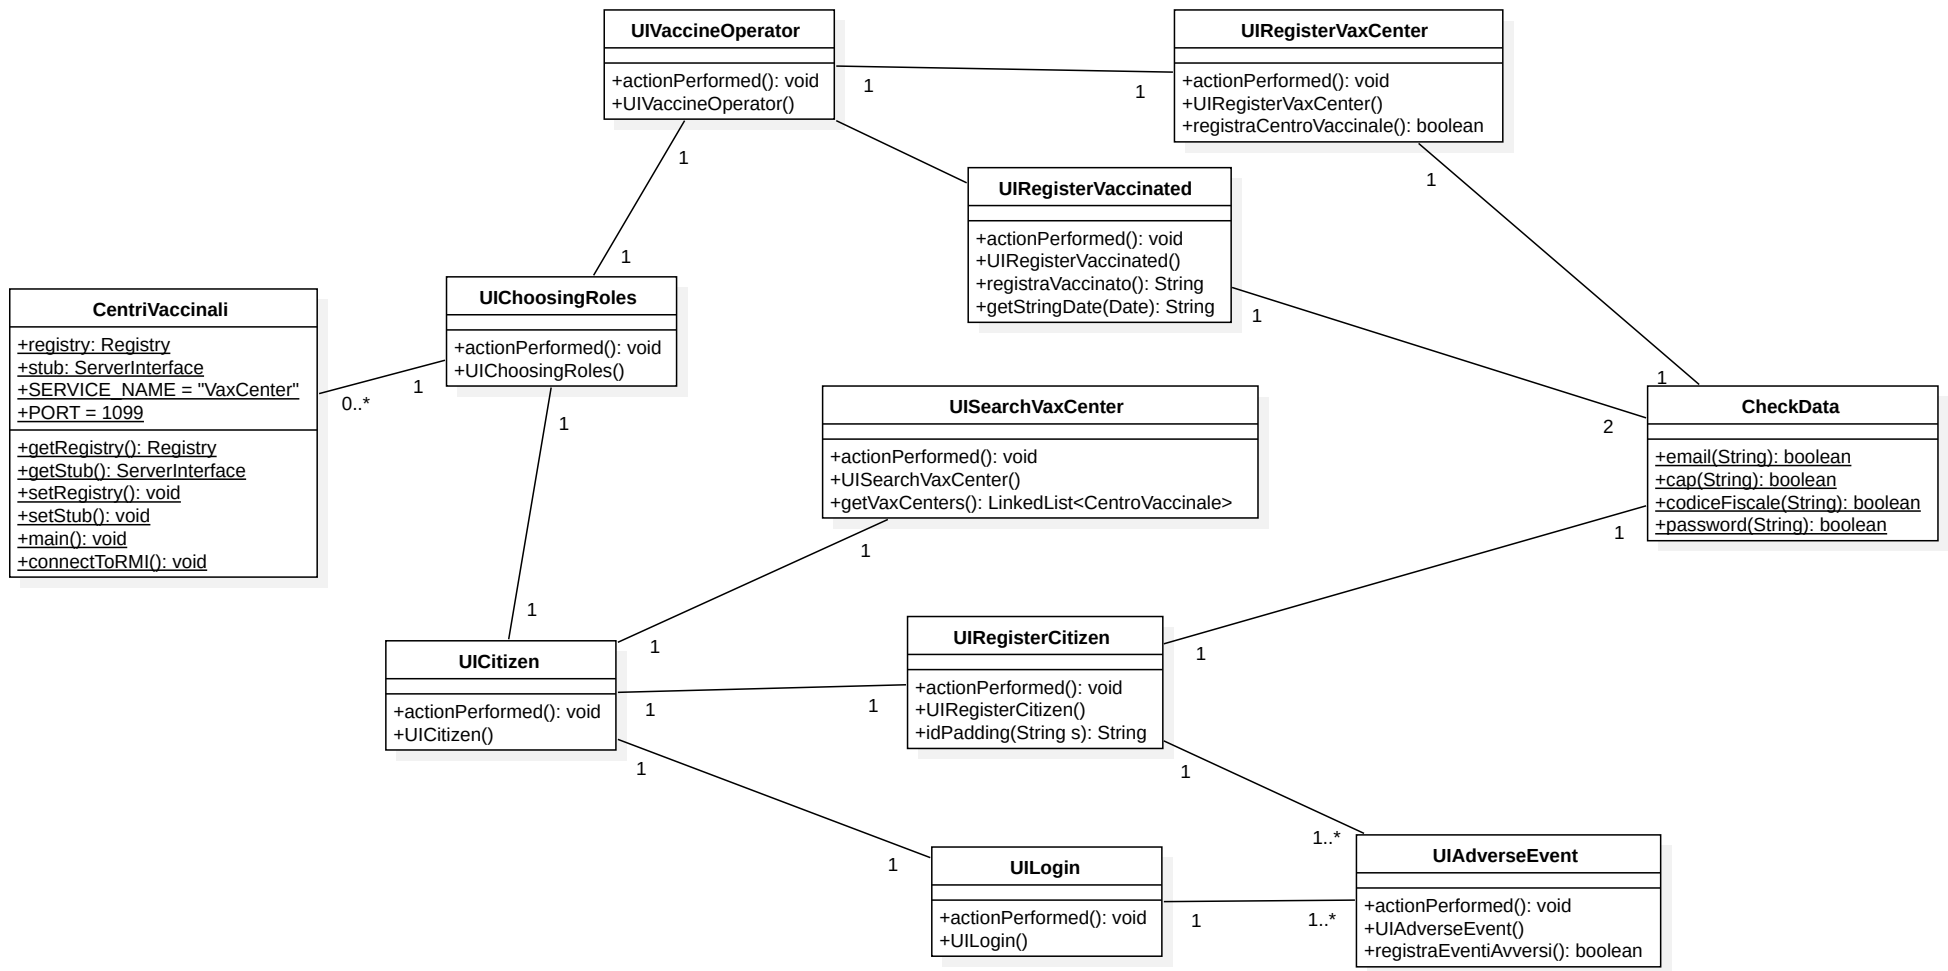 UIVaccineOperator
+actionPerformed(): void
+UIVaccineOperator()
1
1
UIRegisterVaxCenter
+actionPerformed(): void
+UIRegisterVaxCenter()
+registraCentroVaccinale(): boolean
1
1
1
1
UIRegisterVaccinated
+actionPerformed(): void
+UIRegisterVaccinated()
+registraVaccinato(): String
+getStringDate(Date): String
1
2
CentriVaccinali
+registry: Registry
+stub: ServerInterface
+SERVICE_NAME = "VaxCenter"
+PORT = 1099
+getRegistry(): Registry
+getStub(): ServerInterface
+setRegistry(): void
+setStub(): void
+main(): void
+connectToRMI(): void
0..*
1
UIChoosingRoles
+actionPerformed(): void
+UIChoosingRoles()
1
1
UISearchVaxCenter
+actionPerformed(): void
+UISearchVaxCenter()
+getVaxCenters(): LinkedList<CentroVaccinale>
1
1
CheckData
+email(String): boolean
+cap(String): boolean
+codiceFiscale(String): boolean
+password(String): boolean
1
1
UICitizen
+actionPerformed(): void
+UICitizen()
1
1
UIRegisterCitizen
+actionPerformed(): void
+UIRegisterCitizen()
+idPadding(String s): String
1
1..*
1
1
UILogin
+actionPerformed(): void
+UILogin()
1
1..*
UIAdverseEvent
+actionPerformed(): void
+UIAdverseEvent()
+registraEventiAvversi(): boolean